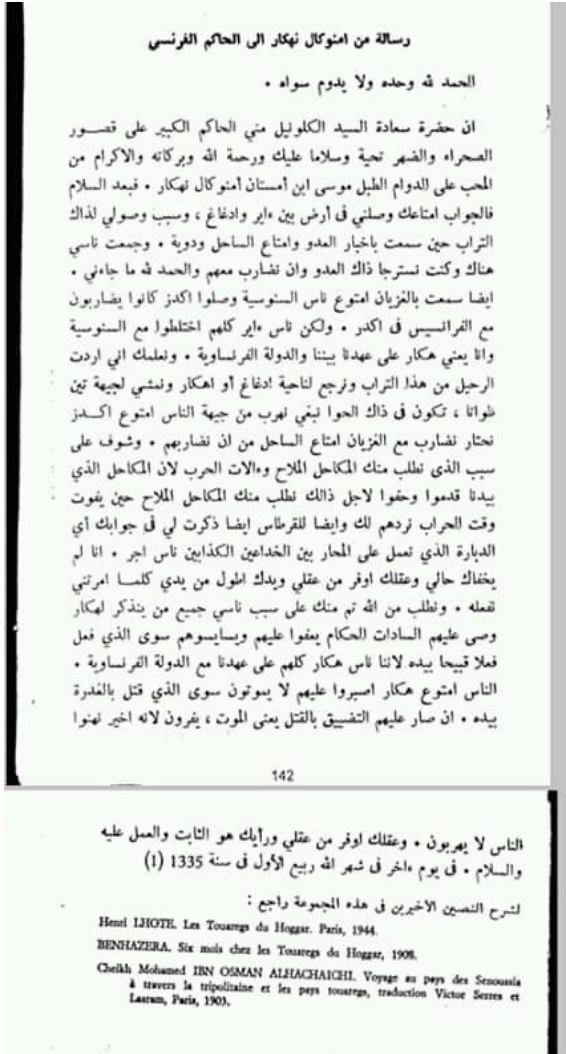 رسالة من امنوكال نهكار الى الحاكم الفرنسي
الحمد لله وحده ولا يدوم سواه .
ان حضرة سعادة السيد الكلونيل مني الحاكم الكبير على قصور
الصحراء والضهر تحية وسلاما عليك ورحمة الله وبركاته والاكرام من
المحب على الدوام الطبل موسى ابن أمستان أمنوكال نهكار . فبعد السلام
فالجواب امتاعك وصلني في أرض بين ءاير وادغاغ ، وسبب وصولي لذاك
التراب حين سمعت باخبار العدو وامتاع الساحل ودوية . وجمعت ناسي
هناك وكنت نسترجا ذاك العدو وان نضارب معهم والحمد لله ما جاءني .
ايضا سمعت بالغزيان امتوع ناس السنوسية وصلوا اكدز كانوا يضاربون
مع الفرانسيس في اكدر . ولكن ناس ءاير كلهم اختلطوا مع السنوسية
وانا يعني هكار على عهدنا بيننا والدولة الفرنساوية . ونعلمك اني اردت
الرحيل من هذا التراب ونرجع لناحية ادغاغ أو اهكار ونمشي لجيهة تين
ظواتا ، تكون في ذاك الحوا نبغي نهرب من جيهة الناس امتوع اكدز
نحتار نضارب مع الغزيان امتاع الساحل من ان نضاربهم . وشوف على
سبب الذي نطلب منك المكاحل الملاح وءالات الحرب لان المكاحل الذي
بيدنا قدموا وحفوا لاجل ذالك نطلب منك المكاحل الملاح حين يفوت
وقت الحراب نردهم لك وايضا للقرطاس ايضا ذكرت لي في جوابك أي
الدبارة الذي نعمل على المحار بين الخداعين الكذابين ناس اجر . انا لم
يخفاك حالي وعقلك اوفر من عقلي ويدك اطول من يدي كلما امرتني
نفعله . ونطلب من الله تم منك على سبب ناسي جميع من يتذكر لهكار
وصى عليهم السادات الحكام يعفوا عليهم ويسايسوهم سوى الذي فعل
فعلا قبيحا بيده لاننا ناس هكار كلهم على عهدنا مع الدولة الفرنساوية .
الناس امتوع هكار اصبروا عليهم لا يموتون سوى الذي قتل بالغدرة
بيده . ان صار عليهم التضييق بالقتل يعنى الموت ، يفرون لانه اخير نهنوا
142
الناس لا يهربون . وعقلك اوفر من عقلي ورأيك هو الثابت والعمل عليه
والسلام . في يوم ءاخر في شهر الله ربيع الأول في سنة 1335 (1)
لشرح النصين الاخيرين في هذه المجموعة راجع :
Henri LHOTE. Les Touaregs du Hoggar. Paris, 1944.
BENHAZERA. Six mois chez les Touaregs du Hoggar, 1908.
Cheikh Mohamed IBN OSMAN ALHACHAICHI. Voyage au pays des Senoussia
à travers la tripolitaine et les pays touaregs, traduction Victor Serres et
Lasram, Paris, 1903.